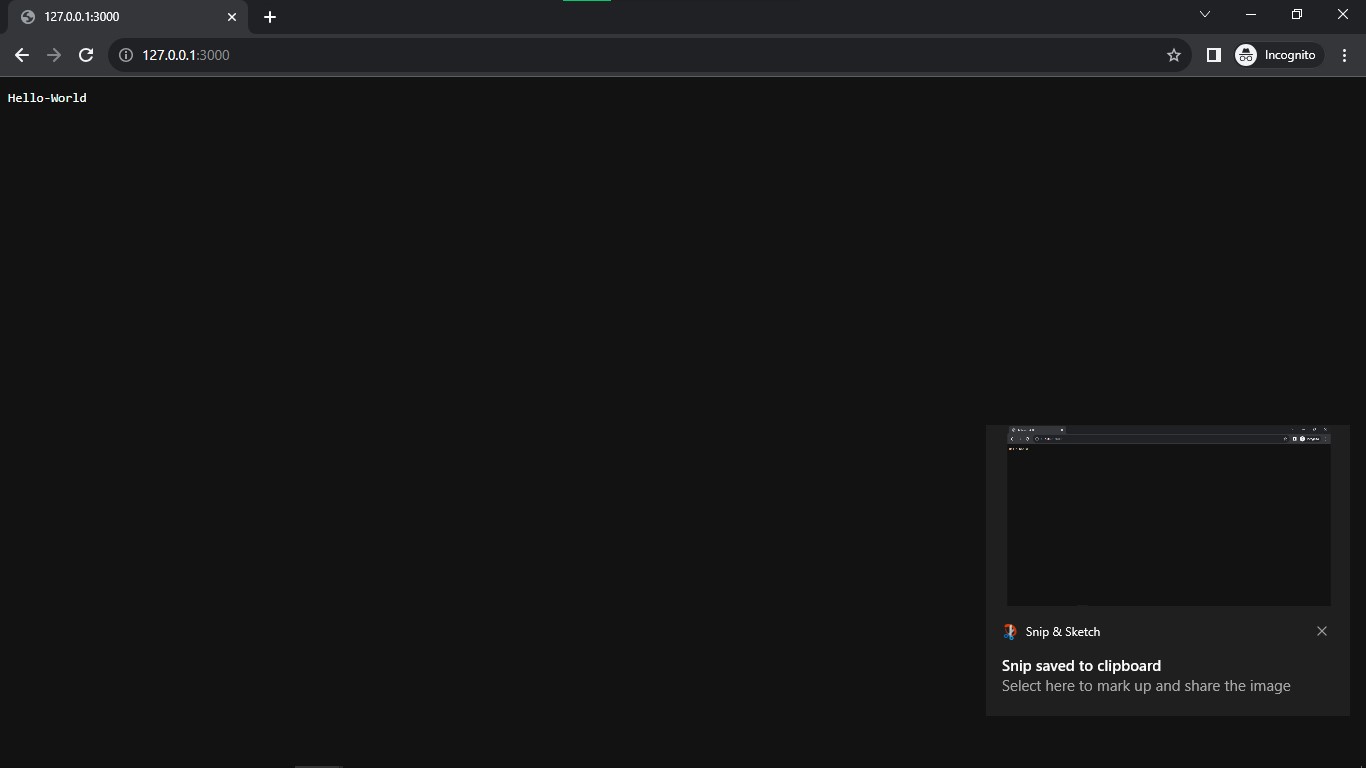 127.0.0.1:3000
127.0.0.1:3000
Incognito
Hello-World
Snip & Sketch
Snip saved to clipboard
Select here to mark up and share the image